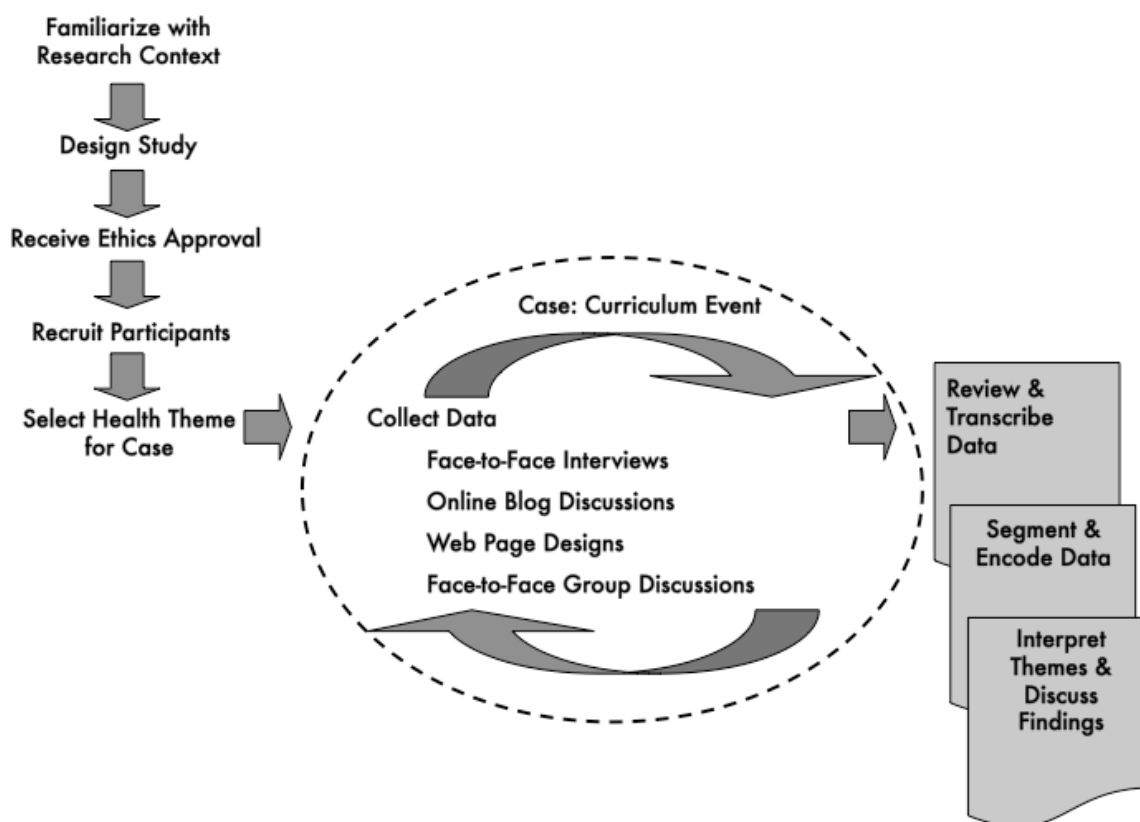 Familiarize with
Research Context
Design Study
Receive Ethics Approval
Recruit Participants
Select Health Theme
for Case
Case: Curriculum Event
Collect Data
Face-to-Face Interviews
Online Blog Discussions
Web Page Designs
Face-to-Face Group Discussions
Review &
Transcribe
Data
Segment &
Encode Data
Interpret
Themes &
Discuss
Findings